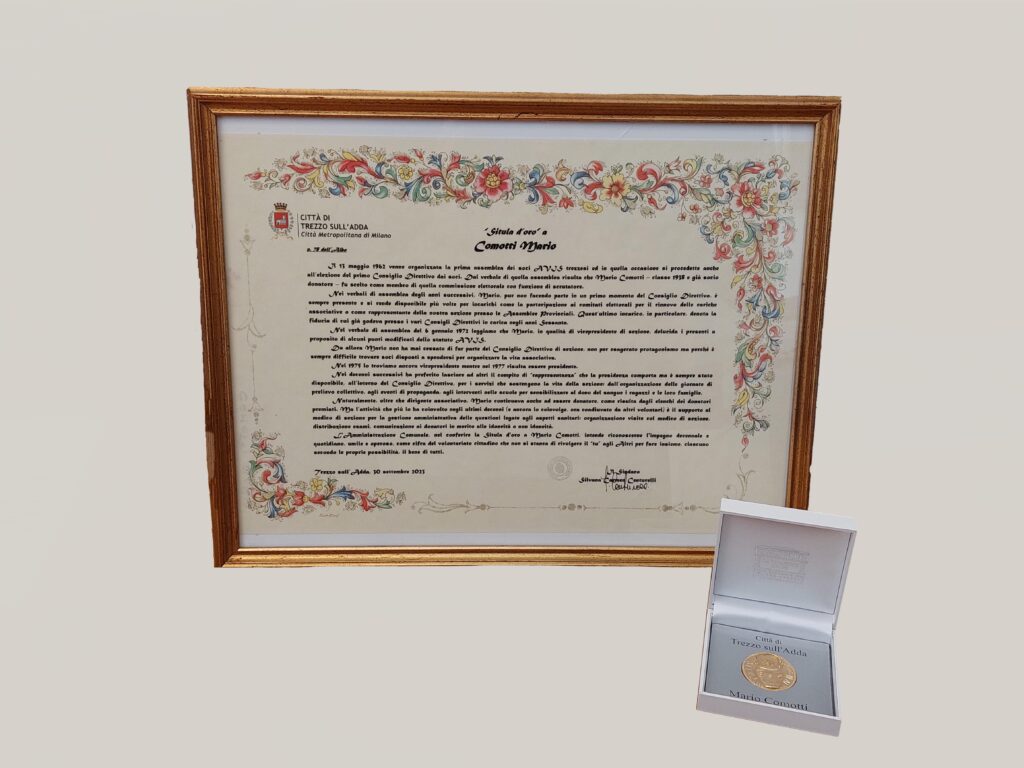 CITTÀ DI
TREZZO SULL'ADDA
Città Metropolitana di Milano
n. 78 dell'Albo
"Situla d'oro" a
Comotti Mario
Il 13 maggio 1962 venne organizzata la prima assemblea dei soci AVIS trezzesi ed in quella occasione si procedette anche
all'elezione del primo Consiglio Direttivo dai soci. Dal verbale di quella assemblea risulta che Mario Comotti – classe 1938 e già socio
donatore – fu scelto come membro di quella commissione elettorale con funzione di scrutatore.
Nei verbali di assemblea degli anni successivi, Mario, pur non facendo parte in un primo momento del Consiglio Direttivo, è
sempre presente e si rende disponibile più volte per incarichi come la partecipazione ai comitati elettorali per il rinnovo delle cariche
associative o come rappresentante della nostra sezione presso le Assemblee Provinciali. Quest'ultimo incarico, in particolare, denota la
fiducia di cui già godeva presso i vari Consigli Direttivi in carica negli anni Sessanta.
Nel verbale di assemblea del 6 gennaio 1972 leggiamo che Mario, in qualità di vicepresidente di sezione, delucida i presenti a
proposito di alcuni punti modificati dello statuto AVIS.
Da allora Mario non ha mai cessato di far parte del Consiglio Direttivo di sezione, non per esagerato protagonismo ma perché è
sempre difficile trovare soci disposti a spendersi per organizzare la vita associativa.
Nel 1975 lo troviamo ancora vicepresidente mentre nel 1977 risulta essere presidente.
Nei decenni successivi ha preferito lasciare ad altri il compito di "rappresentanza" che la presidenza comporta ma è sempre stato
disponibile, all'interno del Consiglio Direttivo, per i servizi che sostengono la vita della sezione: dall'organizzazione delle giornate di
prelievo collettivo, agli eventi di propaganda, agli interventi nelle scuole per sensibilizzare al dono del sangue i ragazzi e le loro famiglie.
Naturalmente, oltre che dirigente associativo, Mario continuava anche ad essere donatore, come risulta dagli elenchi dei donatori
premiati. Ma l'attività che più lo ha coinvolto negli ultimi decenni (e ancora lo coinvolge, ora coadiuvato da altri volontari) è il supporto al
medico di sezione per la gestione amministrativa delle questioni legate agli aspetti sanitari: organizzazione visite col medico di sezione,
distribuzione esami, comunicazione ai donatori in merito alle idoneità o non idoneità.
L'Amministrazione Comunale, nel conferire la Situla d'oro a Mario Comotti, intende riconoscerne l'impegno decennale e
quotidiano, umile e operoso, come cifra del volontariato cittadino che non si stanca di rivolgere il "tu" agli Altri per fare insieme, ciascuno
secondo le proprie possibilità, il bene di tutti.
Trezzo sull'Adda, 30 settembre 2023
Il Sindaco
Silvana Carmen Centurelli
Città di
Trezzo sull'Adda
Mario Comotti